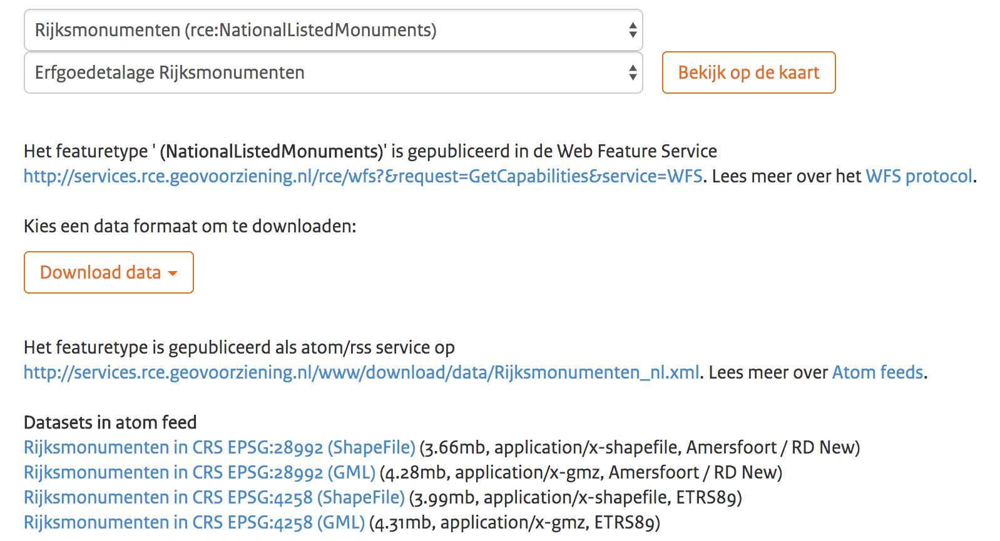 Rijksmonumenten (rce:NationalListedMonuments)
Erfgoedetalage Rijksmonumenten
Bekijk op de kaart
Het featuretype ' (NationalListedMonuments)' is gepubliceerd in de Web Feature Service
http://services.rce.geovoorziening.nl/rce/wfs?&request=GetCapabilities&service=WFS. Lees meer over het WFS protocol.
Kies een data formaat om te downloaden:
Download data
Het featuretype is gepubliceerd als atom/rss service op
http://services.rce.geovoorziening.nl/www/download/data/Rijksmonumenten_nl.xml. Lees meer over Atom feeds.
Datasets in atom feed
Rijksmonumenten in CRS EPSG:28992 (ShapeFile) (3.66mb, application/x-shapefile, Amersfoort / RD New)
Rijksmonumenten in CRS EPSG:28992 (GML) (4.28mb, application/x-gmz, Amersfoort / RD New)
Rijksmonumenten in CRS EPSG:4258 (ShapeFile) (3.99mb, application/x-shapefile, ETRS89)
Rijksmonumenten in CRS EPSG:4258 (GML) (4.31mb, application/x-gmz, ETRS89)